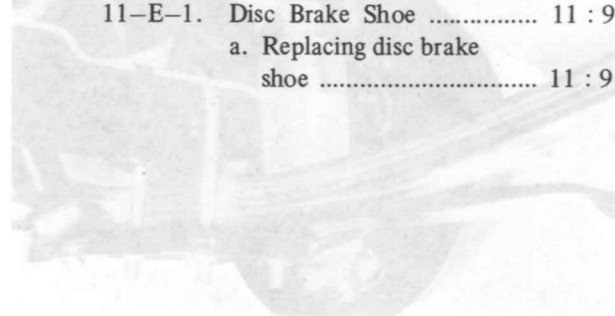 11–E–1. Disc Brake Shoe ................ 11 : 9
a. Replacing disc brake
shoe ................................. 11 : 9